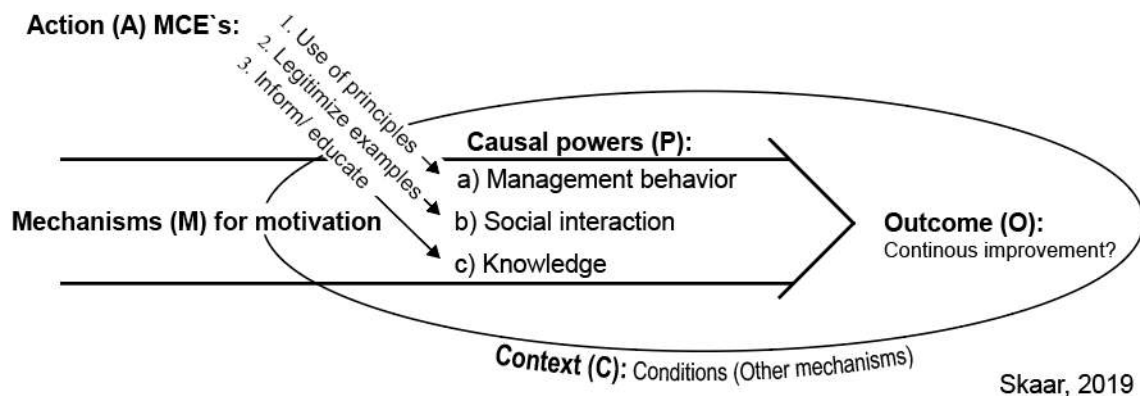 Action (A) MCE`s:
1. Use of principles
2. Legitimize examples
3. Inform/ educate
Causal powers (P):
a) Management behavior
Mechanisms (M) for motivation
b) Social interaction
c) Knowledge
Outcome (O):
Continous improvement?
Context (C): Conditions (Other mechanisms)
Skaar, 2019